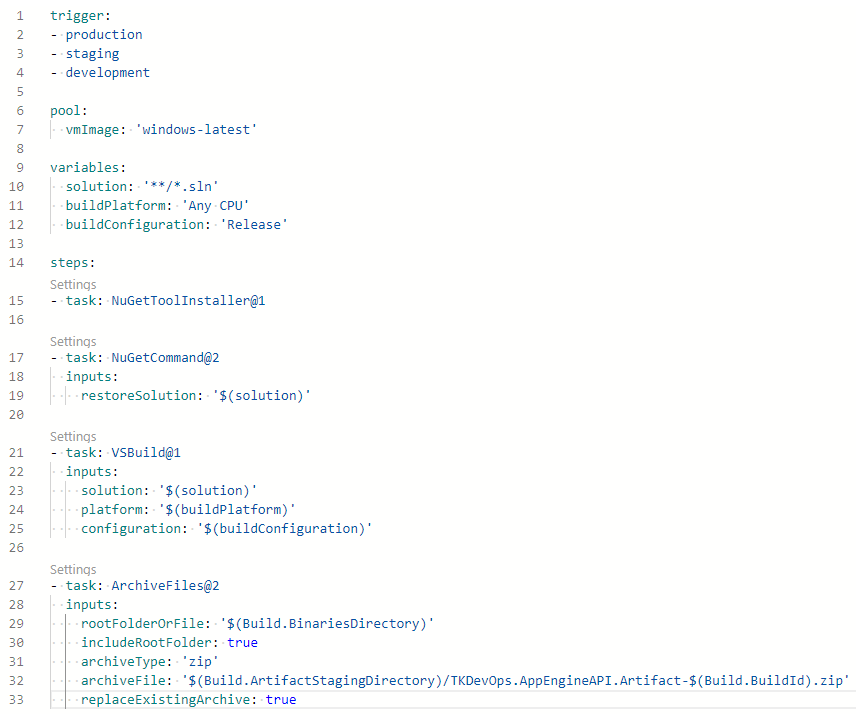 1 trigger:
2 - production
3 - staging
4 - development
5
6 pool:
7   vmImage: 'windows-latest'
8
9 variables:
10   solution: '**/*.sln'
11   buildPlatform: 'Any CPU'
12   buildConfiguration: 'Release'
13
14 steps:
Settings
15 - task: NuGetToolInstaller@1
16
Settings
17 - task: NuGetCommand@2
18   inputs:
19     restoreSolution: '$(solution)'
20
Settings
21 - task: VSBuild@1
22   inputs:
23     solution: '$(solution)'
24     platform: '$(buildPlatform)'
25     configuration: '$(buildConfiguration)'
26
Settings
27 - task: ArchiveFiles@2
28   inputs:
29     rootFolderOrFile: '$(Build.BinariesDirectory)'
30     includeRootFolder: true
31     archiveType: 'zip'
32     archiveFile: '$(Build.ArtifactStagingDirectory)/TKDevOps.AppEngineAPI.Artifact-$(Build.BuildId).zip'
33     replaceExistingArchive: true